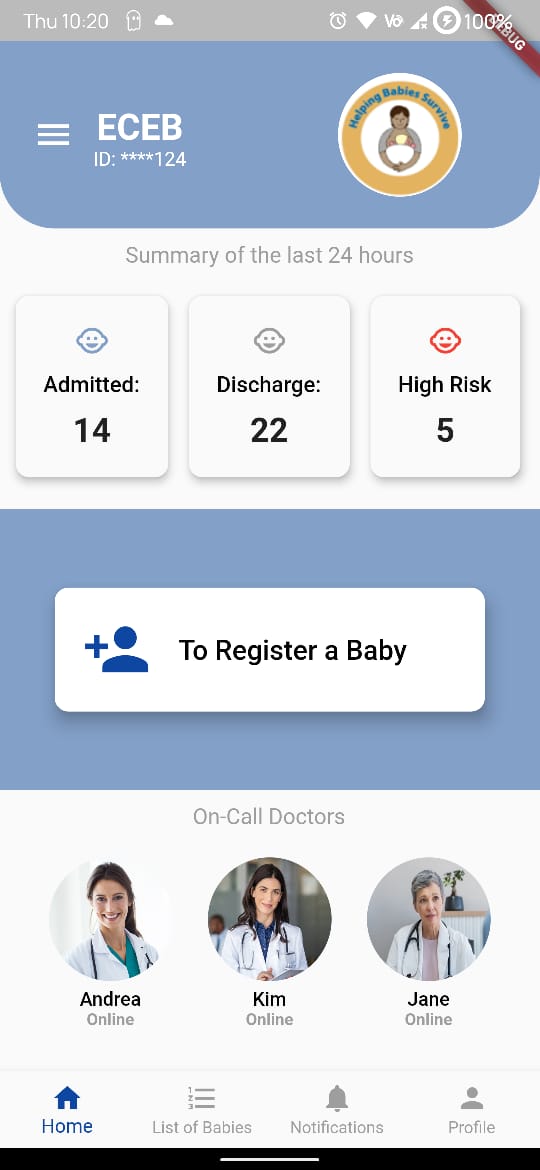 Thu 10:20
100%
DEBUG
ECEB
ID: ****124
Helping Babies Survive
Summary of the last 24 hours
Admitted:
Discharge:
High Risk
14
22
5
To Register a Baby
On-Call Doctors
Andrea
Kim
Jane
Online
Online
Online
Home
List of Babies
Notifications
Profile